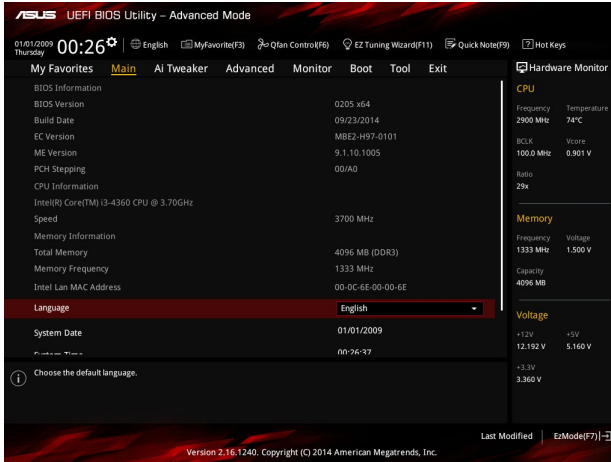 ASUS UEFI BIOS Utility – Advanced Mode
01/01/2009 Thursday 00:26 English MyFavorite(F3) Qfan Control(F6) EZ Tuning Wizard(F11) Quick Note(F9) ? Hot Keys
My Favorites Main Ai Tweaker Advanced Monitor Boot Tool Exit
BIOS Information
BIOS Version 0205 x64
Build Date 09/23/2014
EC Version MBE2-H97-0101
ME Version 9.1.10.1005
PCH Stepping 00/A0
CPU Information
Intel(R) Core(TM) i3-4360 CPU @ 3.70GHz
Speed 3700 MHz
Memory Information
Total Memory 4096 MB (DDR3)
Memory Frequency 1333 MHz
Intel Lan MAC Address 00-0C-6E-00-00-6E
Language English
System Date 01/01/2009
System Time 00:26:37
Choose the default language.
Hardware Monitor
CPU
Frequency Temperature
2900 MHz 74°C
BCLK Vcore
100.0 MHz 0.901 V
Ratio
29x
Memory
Frequency Voltage
1333 MHz 1.500 V
Capacity
4096 MB
Voltage
+12V +5V
12.192 V 5.160 V
+3.3V
3.360 V
Last Modified EzMode(F7)
Version 2.16.1240. Copyright (C) 2014 American Megatrends, Inc.